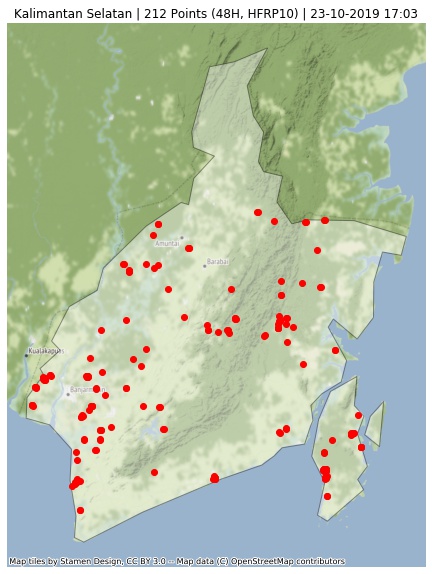 Kalimantan Selatan | 212 Points (48H, HFRP10) | 23-10-2019 17:03
Amuntai
Barabai
Kualakapuas
Map tiles by Stamen Design, CC BY 3.0 -- Map data (C) OpenStreetMap contributors